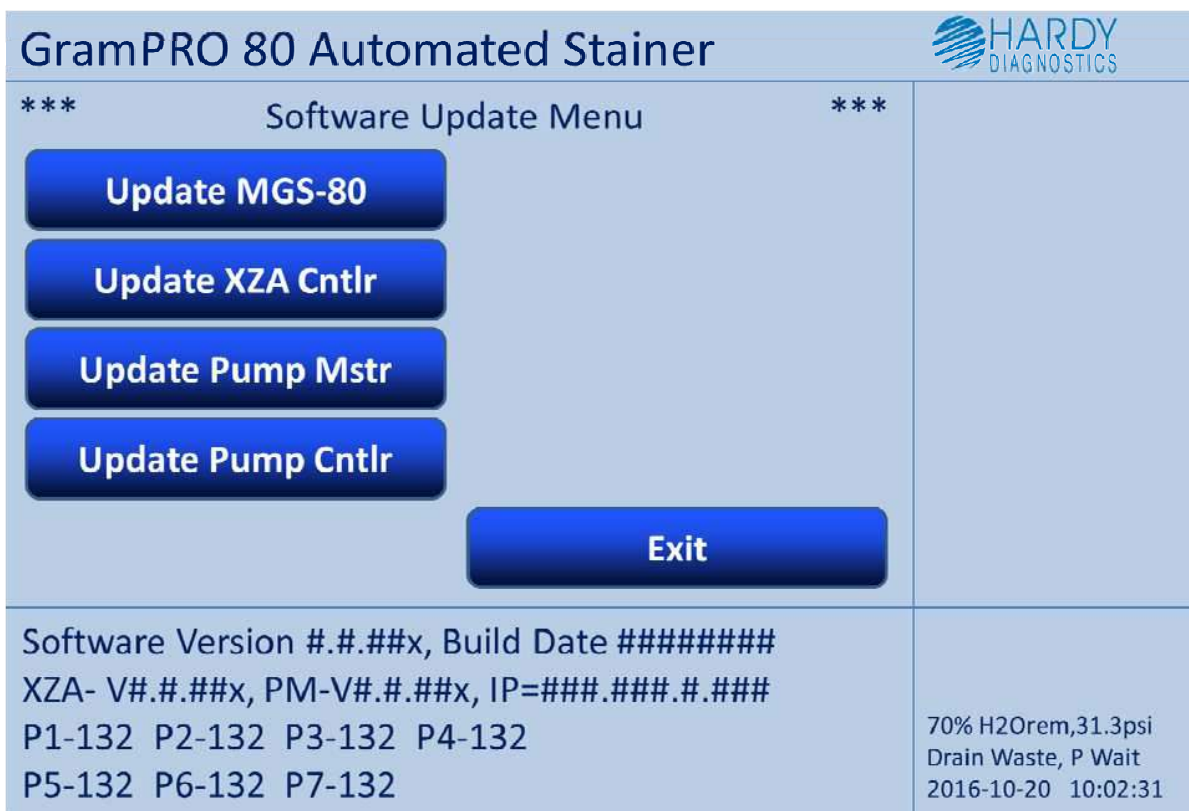 GramPRO 80 Automated Stainer
HARDY
DIAGNOSTICS
*** Software Update Menu ***
Update MGS-80
Update XZA Cntlr
Update Pump Mstr
Update Pump Cntlr
Exit
Software Version #.#.##x, Build Date ########
XZA- V#.#.##x, PM-V#.#.##x, IP=###.###.#.###
P1-132 P2-132 P3-132 P4-132
P5-132 P6-132 P7-132
70% H2Orem,31.3psi
Drain Waste, P Wait
2016-10-20 10:02:31